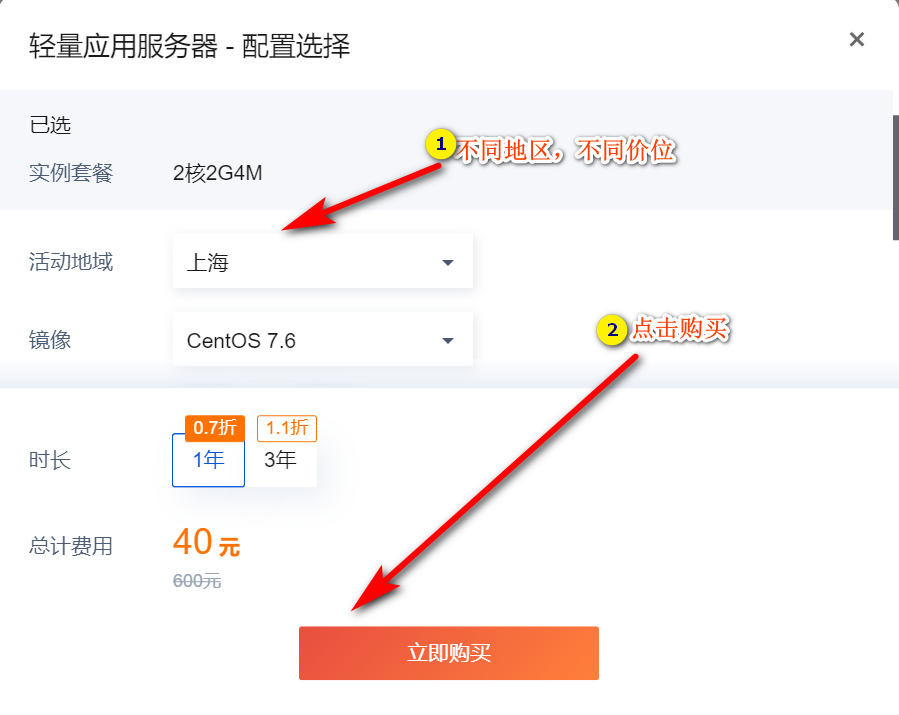 轻量应用服务器 - 配置选择
已选
1 不同地区，不同价位
实例套餐 2核2G4M
活动地域 上海
2 点击购买
镜像 CentOS 7.6
0.7折 1.1折
时长 1年 3年
总计费用 40 元
600元
立即购买